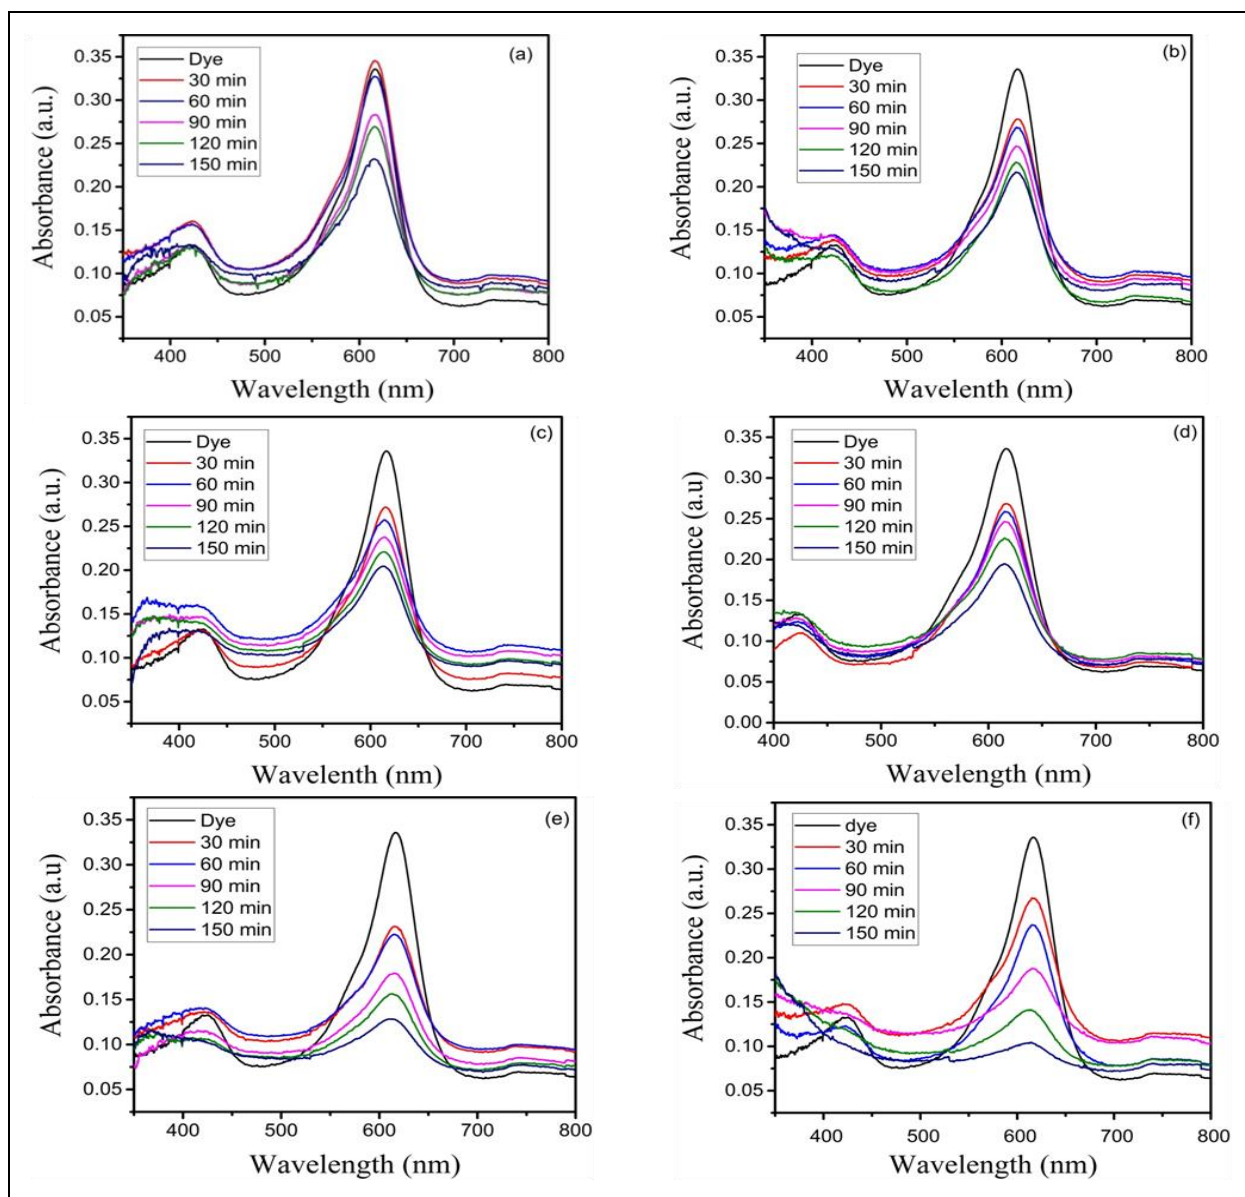 (a)
Dye
30 min
60 min
90 min
120 min
150 min
0.35
0.30
0.25
0.20
0.15
0.10
0.05
Absorbance (a.u.)
400 500 600 700 800
Wavelength (nm)
(b)
Dye
30 min
60 min
90 min
120 min
150 min
0.35
0.30
0.25
0.20
0.15
0.10
0.05
Absorbance (a.u.)
400 500 600 700 800
Wavelenth (nm)
(c)
Dye
30 min
60 min
90 min
120 min
150 min
0.35
0.30
0.25
0.20
0.15
0.10
0.05
Absorbance (a.u.)
400 500 600 700 800
Wavelenth (nm)
(d)
Dye
30 min
60 min
90 min
120 min
150 min
0.35
0.30
0.25
0.20
0.15
0.10
0.05
0.00
Absorbance (a.u)
400 500 600 700 800
Wavelength (nm)
(e)
Dye
30 min
60 min
90 min
120 min
150 min
0.35
0.30
0.25
0.20
0.15
0.10
0.05
Absorbance (a.u)
400 500 600 700 800
Wavelength (nm)
(f)
dye
30 min
60 min
90 min
120 min
150 min
0.35
0.30
0.25
0.20
0.15
0.10
0.05
Absorbance (a.u.)
400 500 600 700 800
Wavelength (nm)